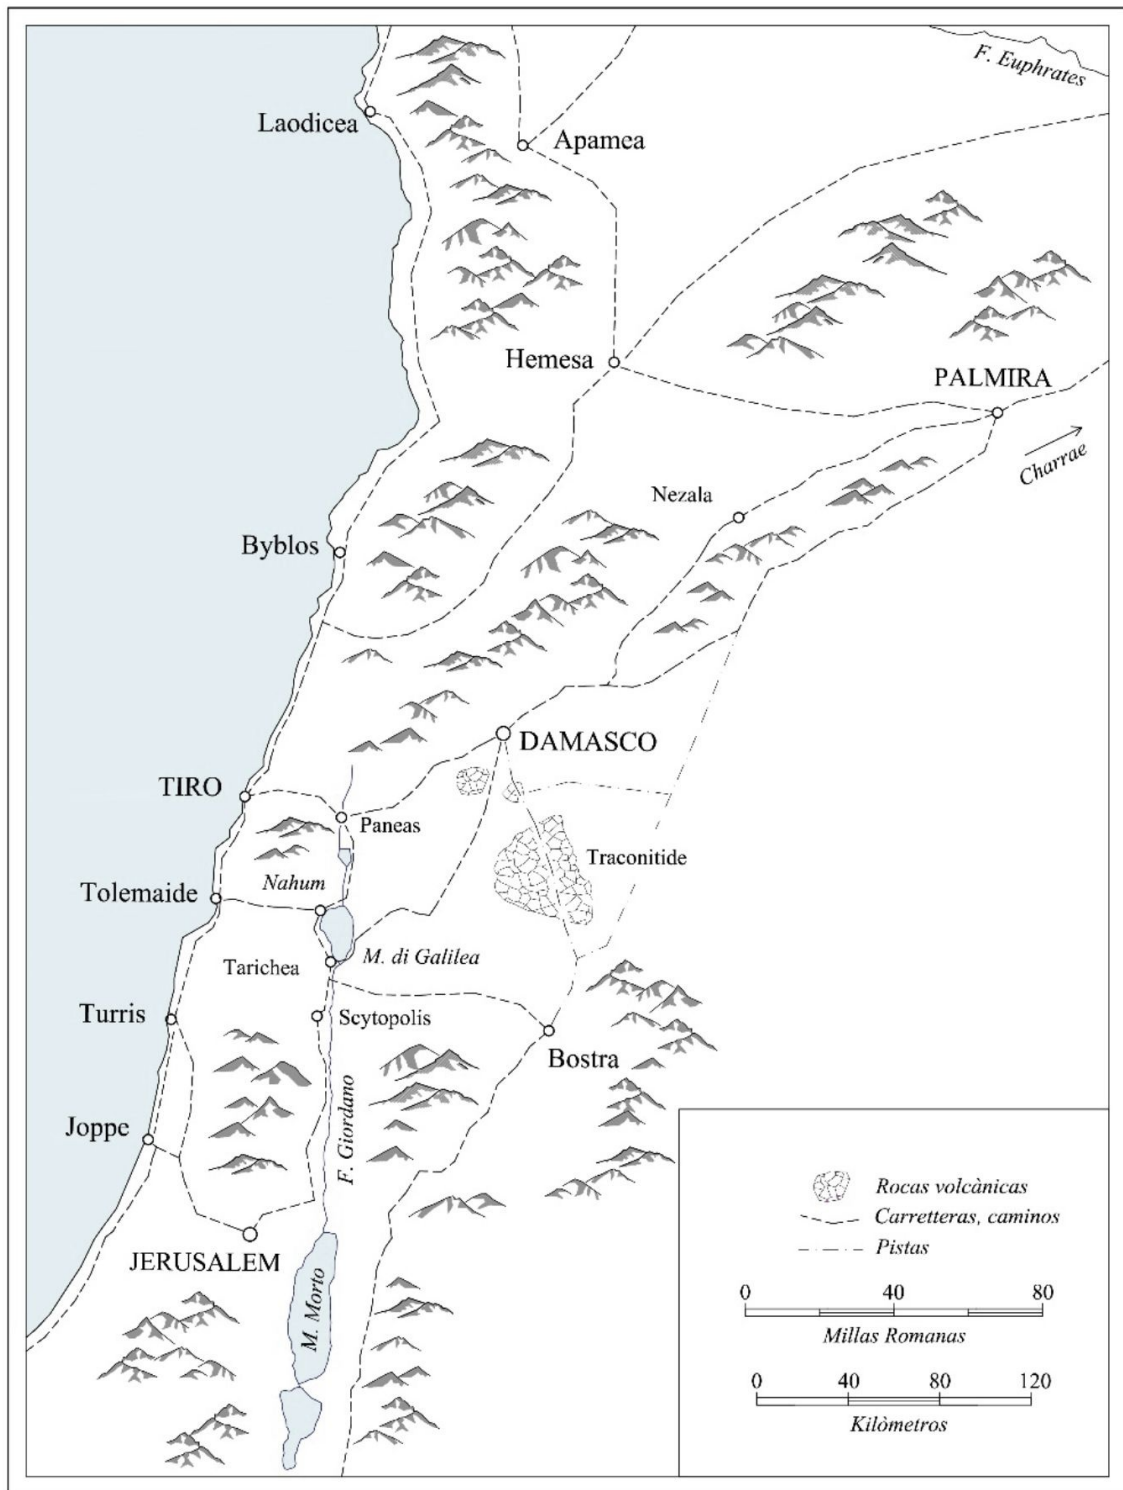 F. Euphrates
Laodicea
Apamea
Hemesa
PALMIRA
Charrae
Nezala
Byblos
DAMASCO
TIRO
Paneas
Traconitide
Nahum
Tolemaide
M. di Galilea
Tarichea
Turris
Scytopolis
Bostra
F. Giordano
Joppe
JERUSALEM
M. Morto
Rocas volcànicas
Carretteras, caminos
Pistas
0 40 80
Millas Romanas
0 40 80 120
Kilòmetros